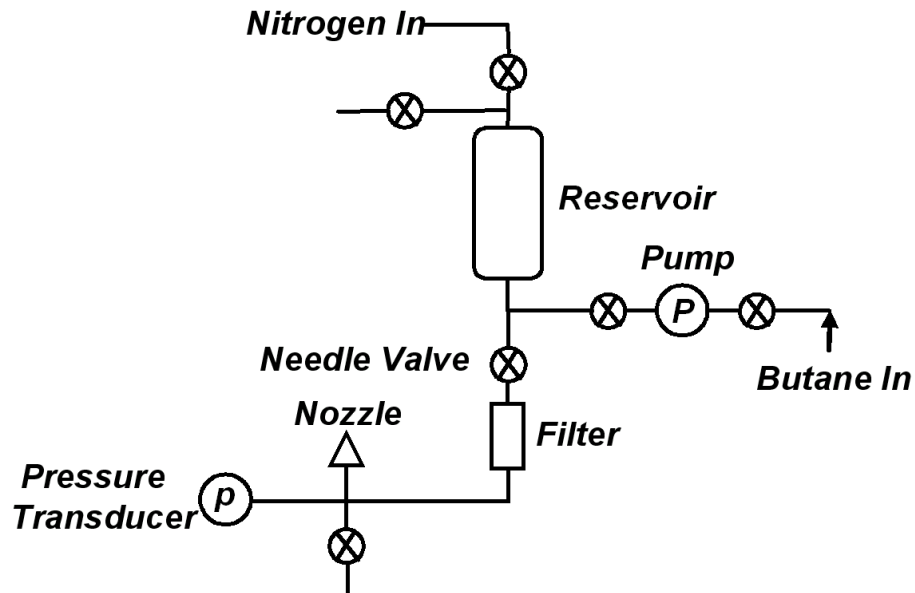 Nitrogen In
Reservoir
Pump
P
Needle Valve
Butane In
Nozzle
Filter
Pressure
Transducer
p